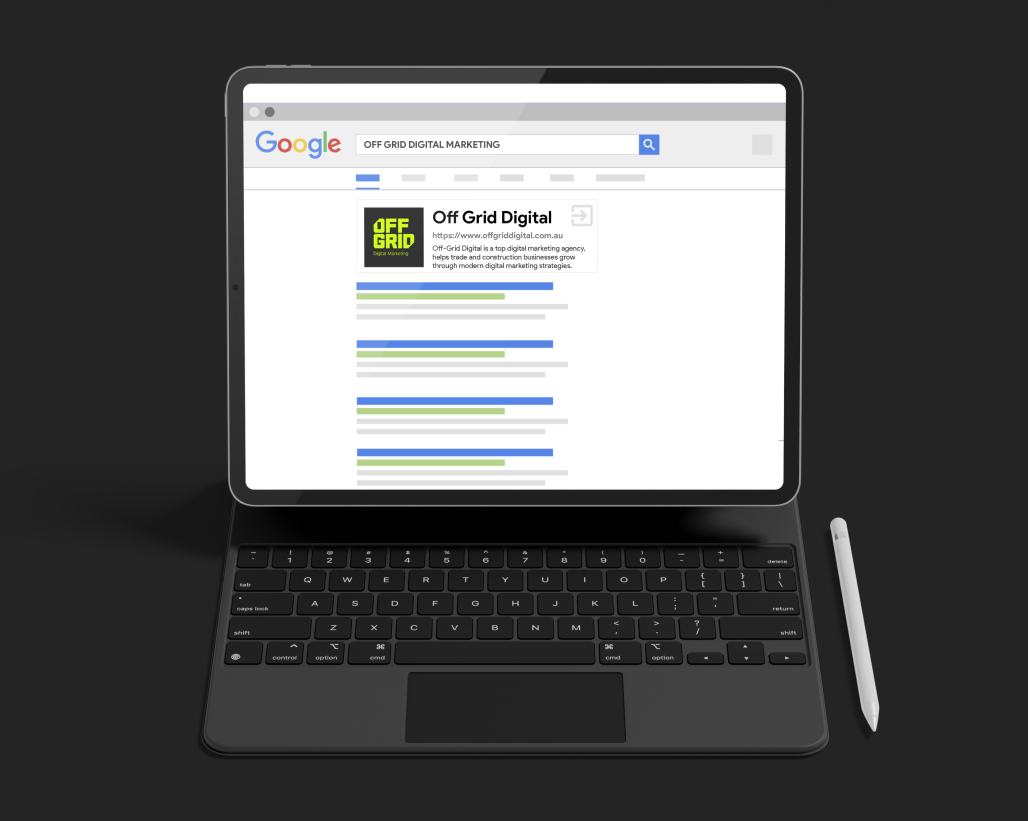 Google
OFF GRID DIGITAL MARKETING
OFF
GRID
Digital Marketing
Off Grid Digital
https://www.offgriddigital.com.au
Off-Grid Digital is a top digital marketing agency,
helps trade and construction businesses grow
through modern digital marketing strategies.
~ ! @ # $ % ^ & * ( ) _ +
` 1 2 3 4 5 6 7 8 9 0 - = delete
tab Q W E R T Y U I O P { [ } ] | \
caps lock A S D F G H J K L : ; " ' return
shift Z X C V B N M < , > . ? / shift
control option cmd cmd option